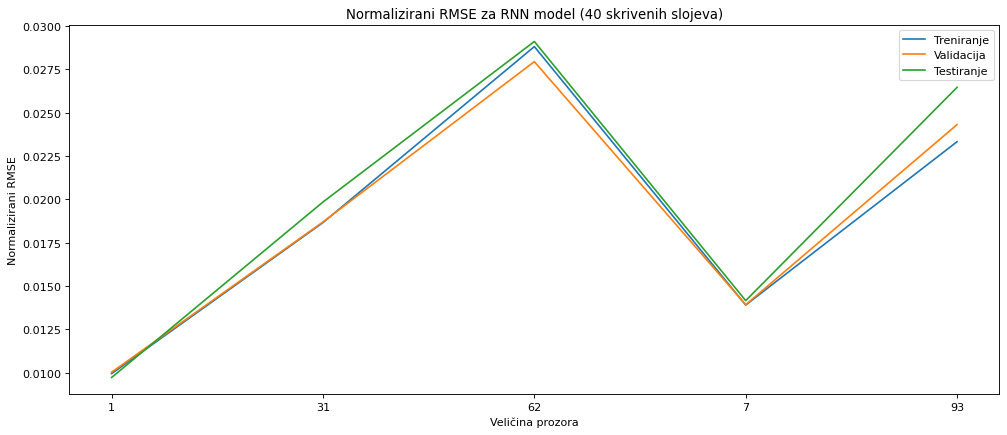 Normalizirani RMSE za RNN model (40 skrivenih slojeva)
Treniranje
Validacija
Testiranje
Normalizirani RMSE
0.0300
0.0275
0.0250
0.0225
0.0200
0.0175
0.0150
0.0125
0.0100
1 31 62 7 93
Veličina prozora